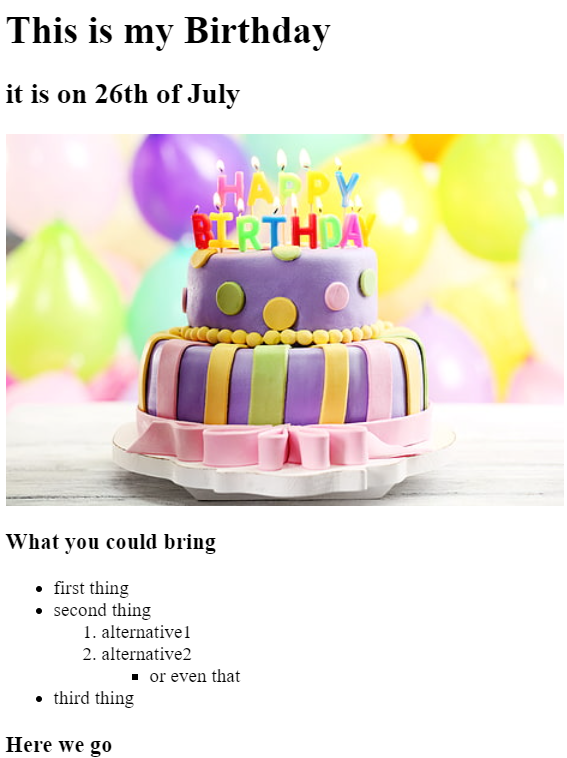 This is my Birthday
it is on 26th of July
HAPPY
BIRTHDAY
What you could bring
first thing
second thing
1. alternative1
2. alternative2
or even that
third thing
Here we go